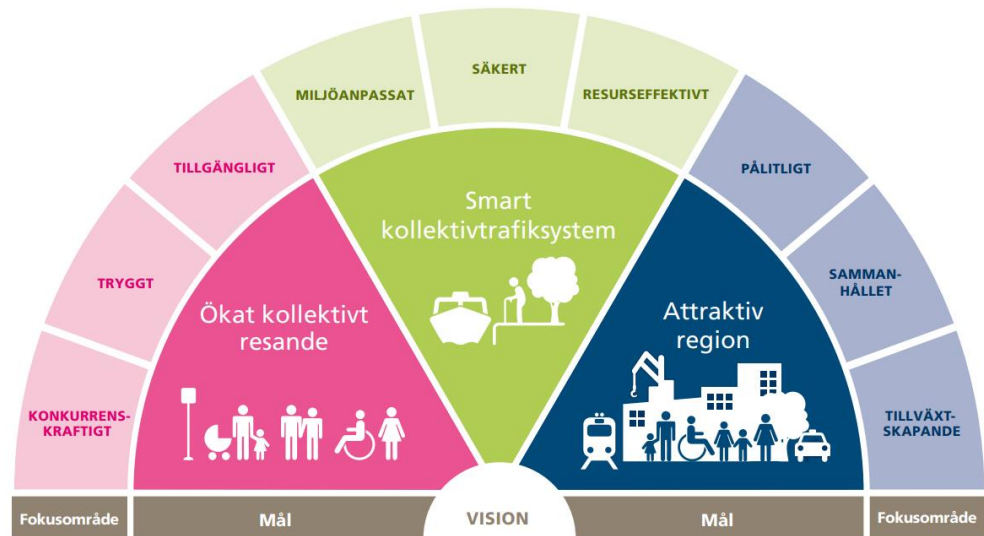 MILJÖANPASSAT
SÄKERT
RESURSEFFEKTIVT
TILLGÄNGLIGT
PÅLITLIGT
TRYGGT
SAMMAN-
HÅLLET
KONKURRENS-
KRAFTIGT
TILLVÄXT-
SKAPANDE
Smart
kollektivtrafiksystem
Ökat kollektivt
resande
Attraktiv
region
Fokusområde
Mål
VISION
Mål
Fokusområde